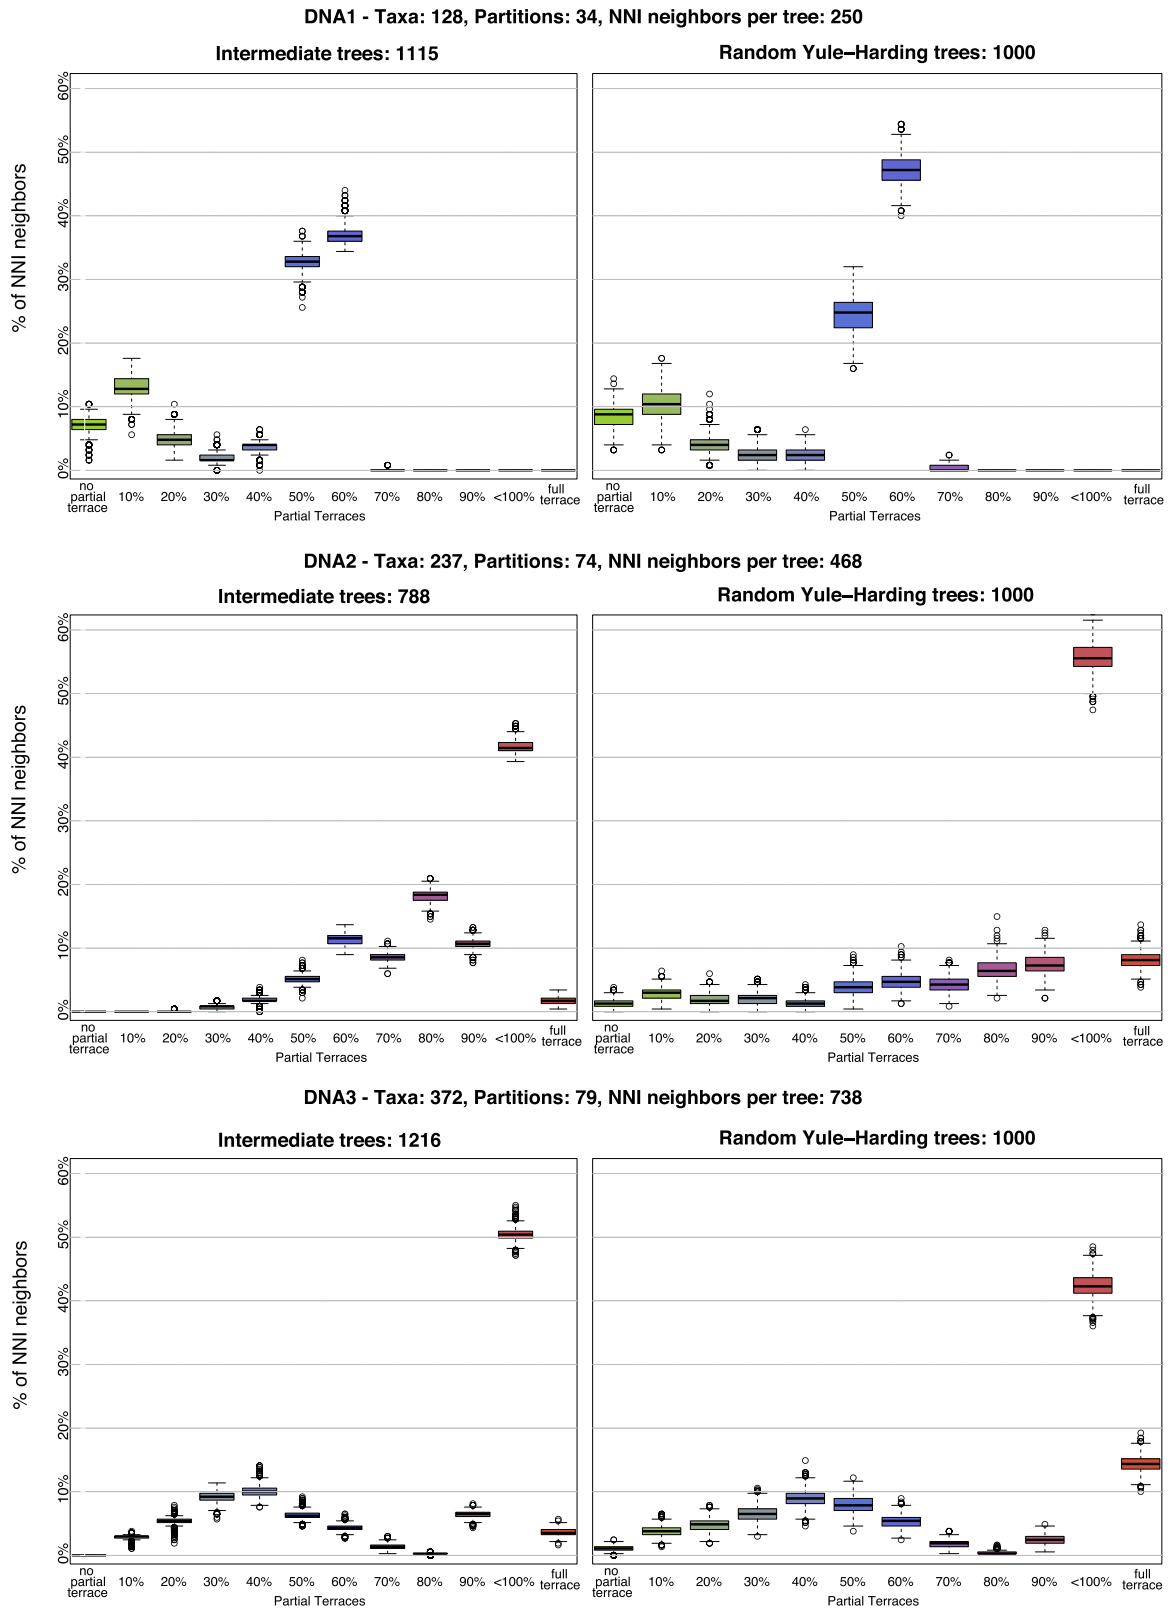 DNA1 - Taxa: 128, Partitions: 34, NNI neighbors per tree: 250
Intermediate trees: 1115
Random Yule–Harding trees: 1000
% of NNI neighbors
60%
50%
40%
30%
20%
10%
0%
no partial terrace 10% 20% 30% 40% 50% 60% 70% 80% 90% <100% full terrace
Partial Terraces
no partial terrace 10% 20% 30% 40% 50% 60% 70% 80% 90% <100% full terrace
Partial Terraces
DNA2 - Taxa: 237, Partitions: 74, NNI neighbors per tree: 468
Intermediate trees: 788
Random Yule–Harding trees: 1000
% of NNI neighbors
60%
50%
40%
30%
20%
10%
0%
no partial terrace 10% 20% 30% 40% 50% 60% 70% 80% 90% <100% full terrace
Partial Terraces
no partial terrace 10% 20% 30% 40% 50% 60% 70% 80% 90% <100% full terrace
Partial Terraces
DNA3 - Taxa: 372, Partitions: 79, NNI neighbors per tree: 738
Intermediate trees: 1216
Random Yule–Harding trees: 1000
% of NNI neighbors
60%
50%
40%
30%
20%
10%
0%
no partial terrace 10% 20% 30% 40% 50% 60% 70% 80% 90% <100% full terrace
Partial Terraces
no partial terrace 10% 20% 30% 40% 50% 60% 70% 80% 90% <100% full terrace
Partial Terraces